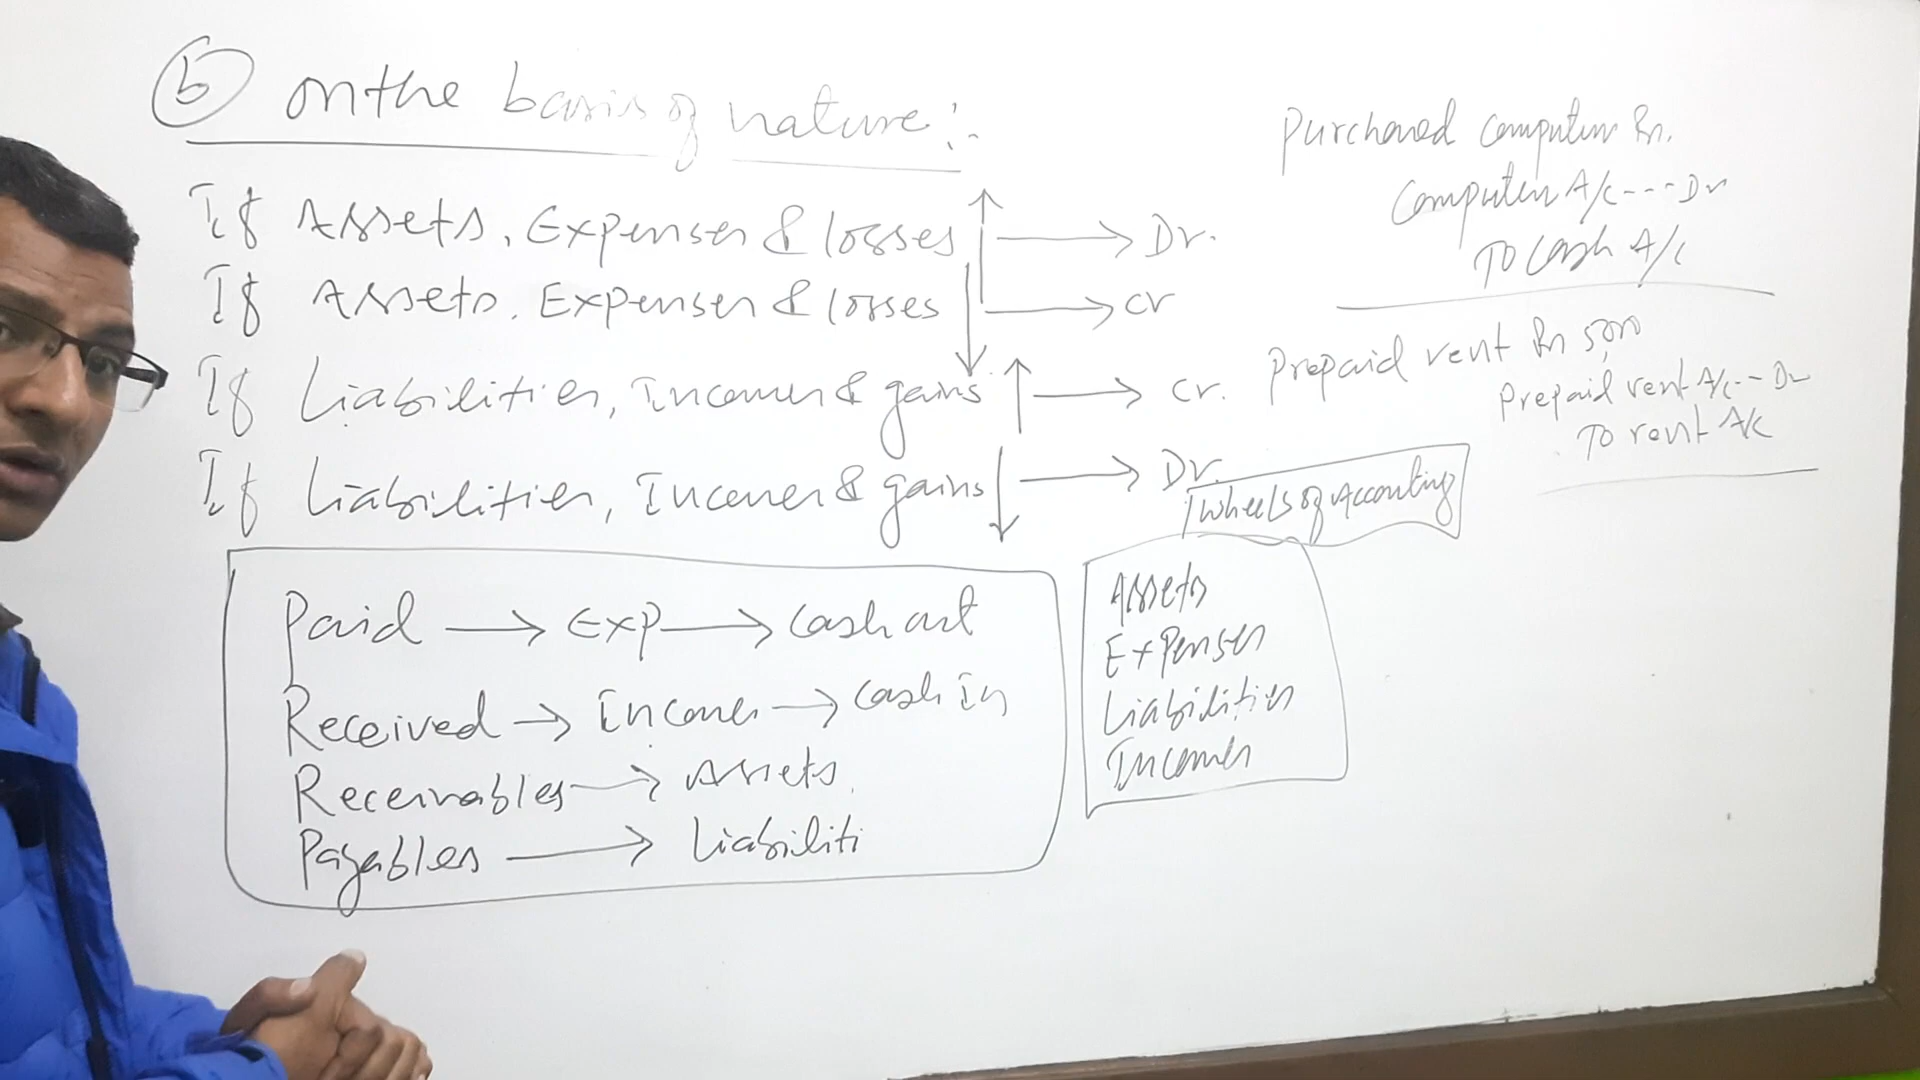 b on the basis of nature:-
If Assets, Expenses & losses ↑ → Dr.
If Assets, Expenses & losses ↓ → cr
If Liabilities, Incomes & gains ↑ → cr.
If Liabilities, Incomes & gains ↓ → Dr.
Paid → Exp → Cash out
Received → Incomes → Cash In
Receivables → Assets.
Payables → Liabiliti
wheels of Accounting
Assets
Expenses
Liabilities
Incomes
Purchased Computer Rs.
Computer A/c --- Dr
To Cash A/c
Prepaid rent Rs 5000
Prepaid rent A/c -- Dr
To rent A/c